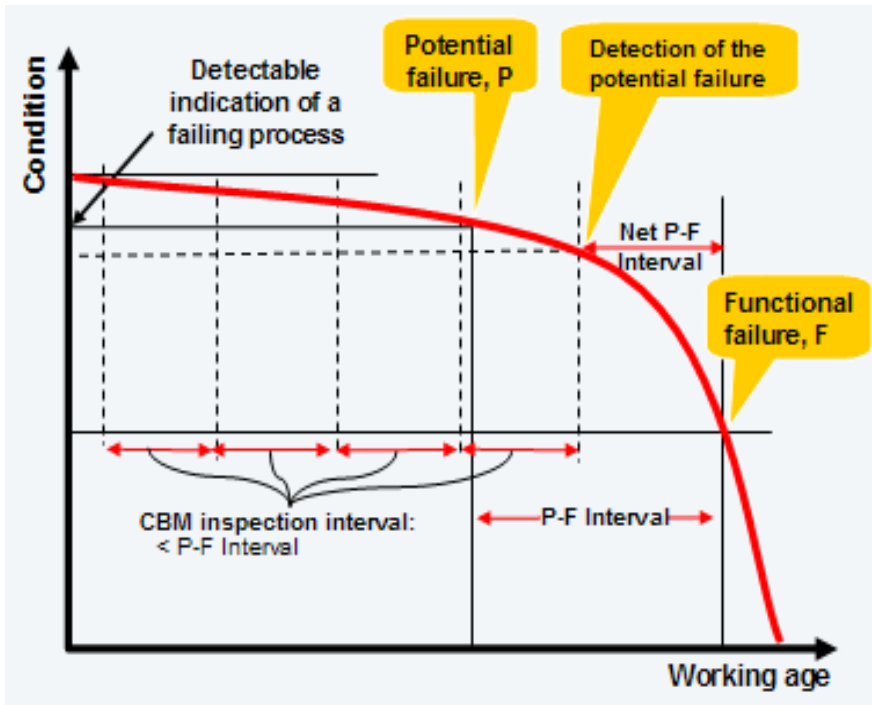 Condition
Detectable
indication of a
failing process
Potential
failure, P
Detection of the
potential failure
Net P-F
Interval
Functional
failure, F
CBM inspection interval:
< P-F Interval
P-F Interval
Working age